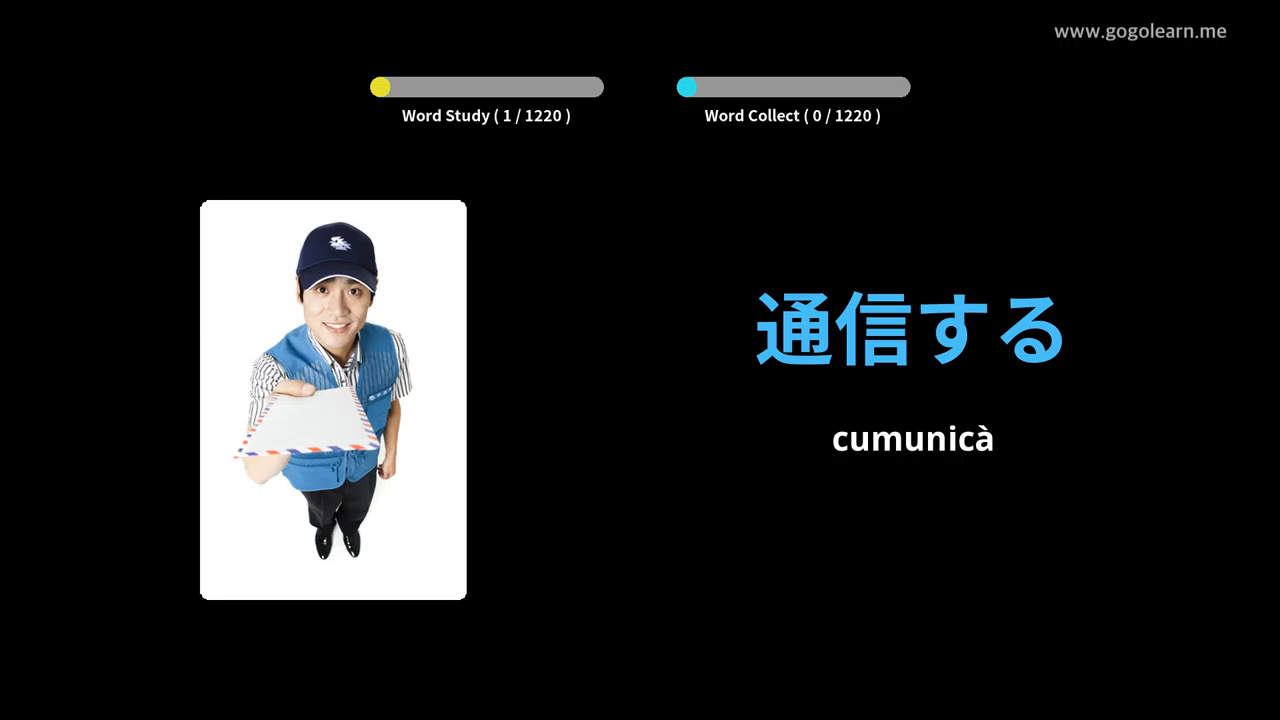 www.gogolearn.me
Word Study ( 1 / 1220 )
Word Collect ( 0 / 1220 )
通信する
cumunicà